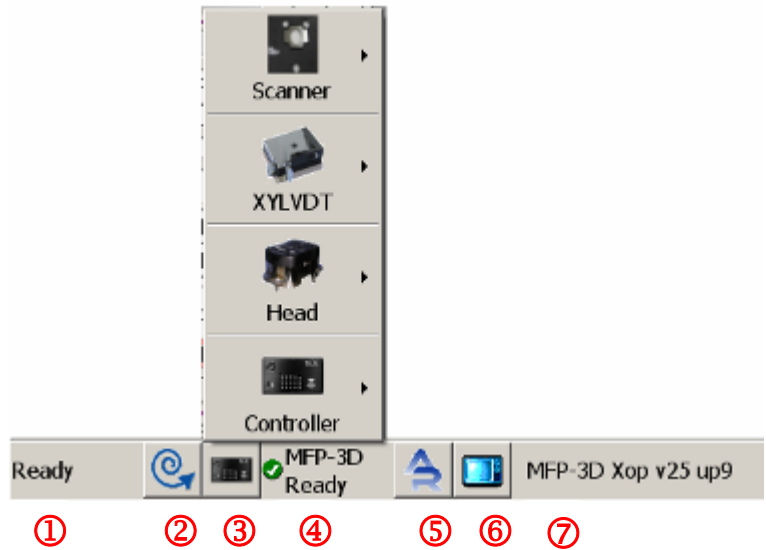 Scanner
XYLVDT
Head
Controller
Ready
MFP-3D
Ready
MFP-3D Xop v25 up9
① ② ③ ④ ⑤ ⑥ ⑦